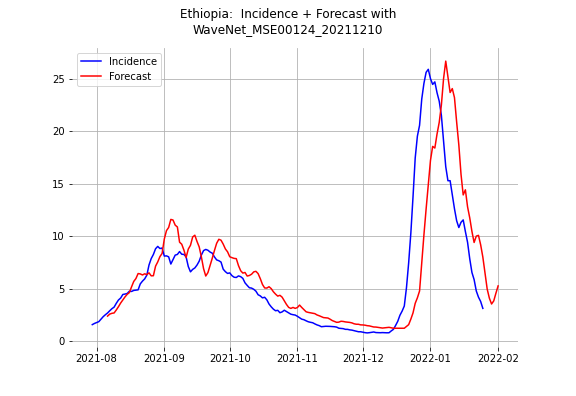 Ethiopia: Incidence + Forecast with
WaveNet_MSE00124_20211210
Incidence
Forecast
25
20
15
10
5
0
2021-08 2021-09 2021-10 2021-11 2021-12 2022-01 2022-02